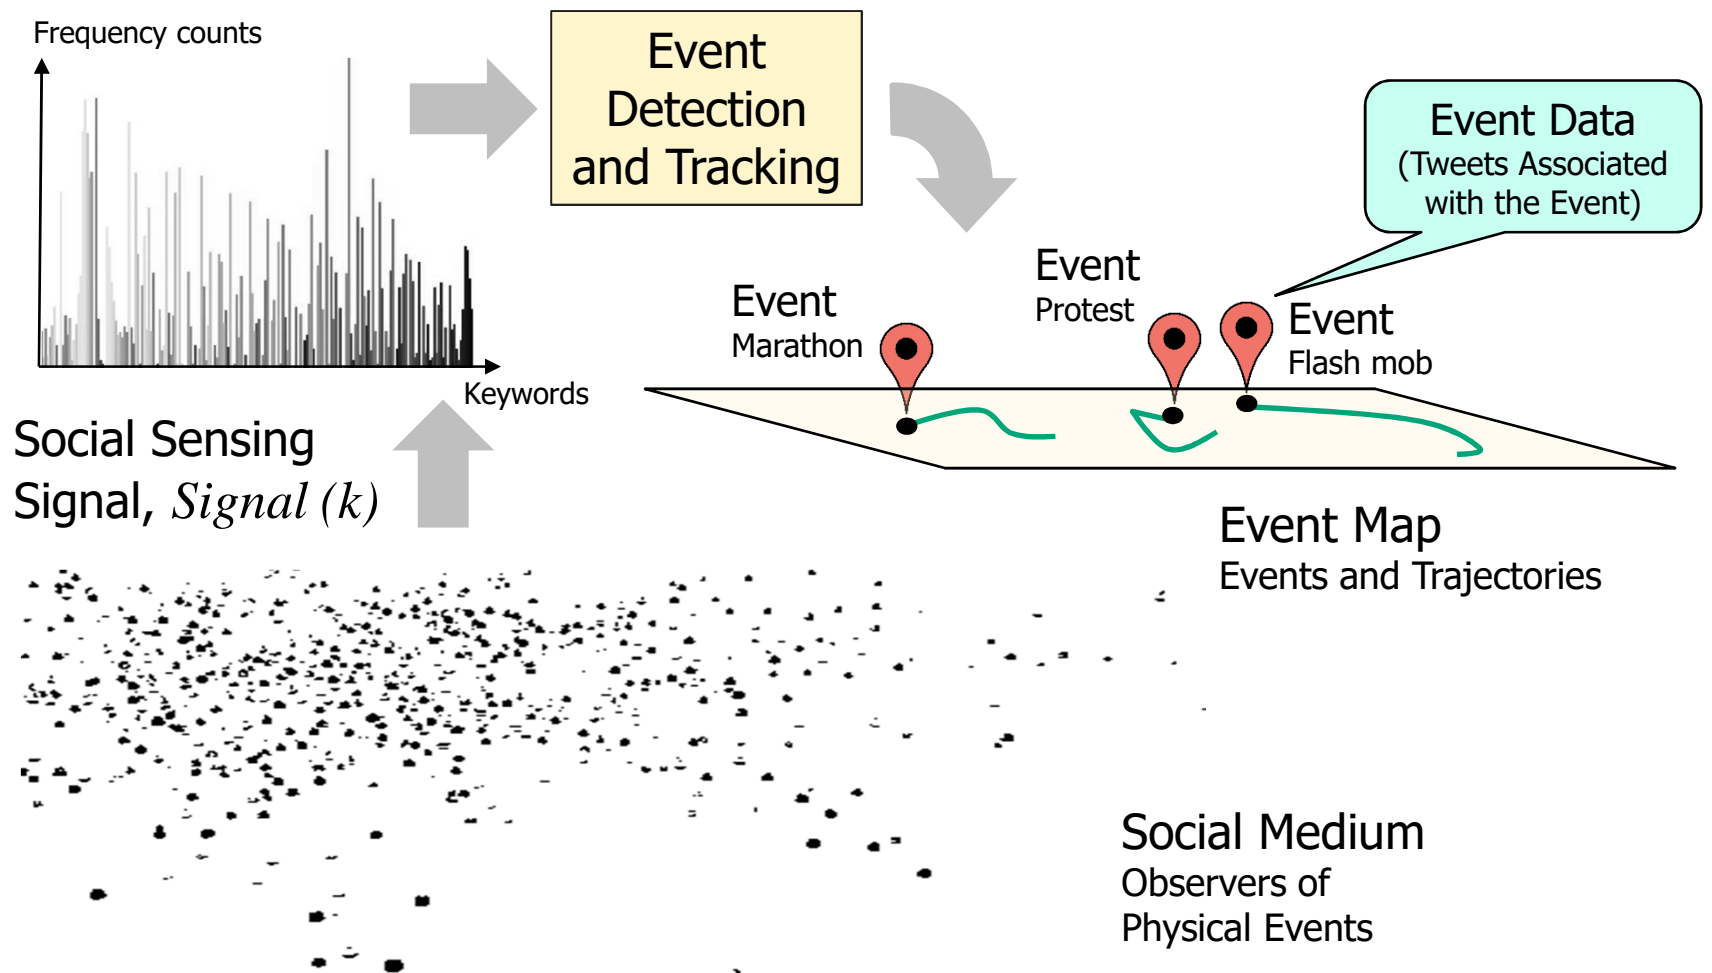 Frequency counts
Keywords
Social Sensing
Signal, Signal (k)
Event
Detection
and Tracking
Event Data
(Tweets Associated
with the Event)
Event
Marathon
Event
Protest
Event
Flash mob
Event Map
Events and Trajectories
Social Medium
Observers of
Physical Events